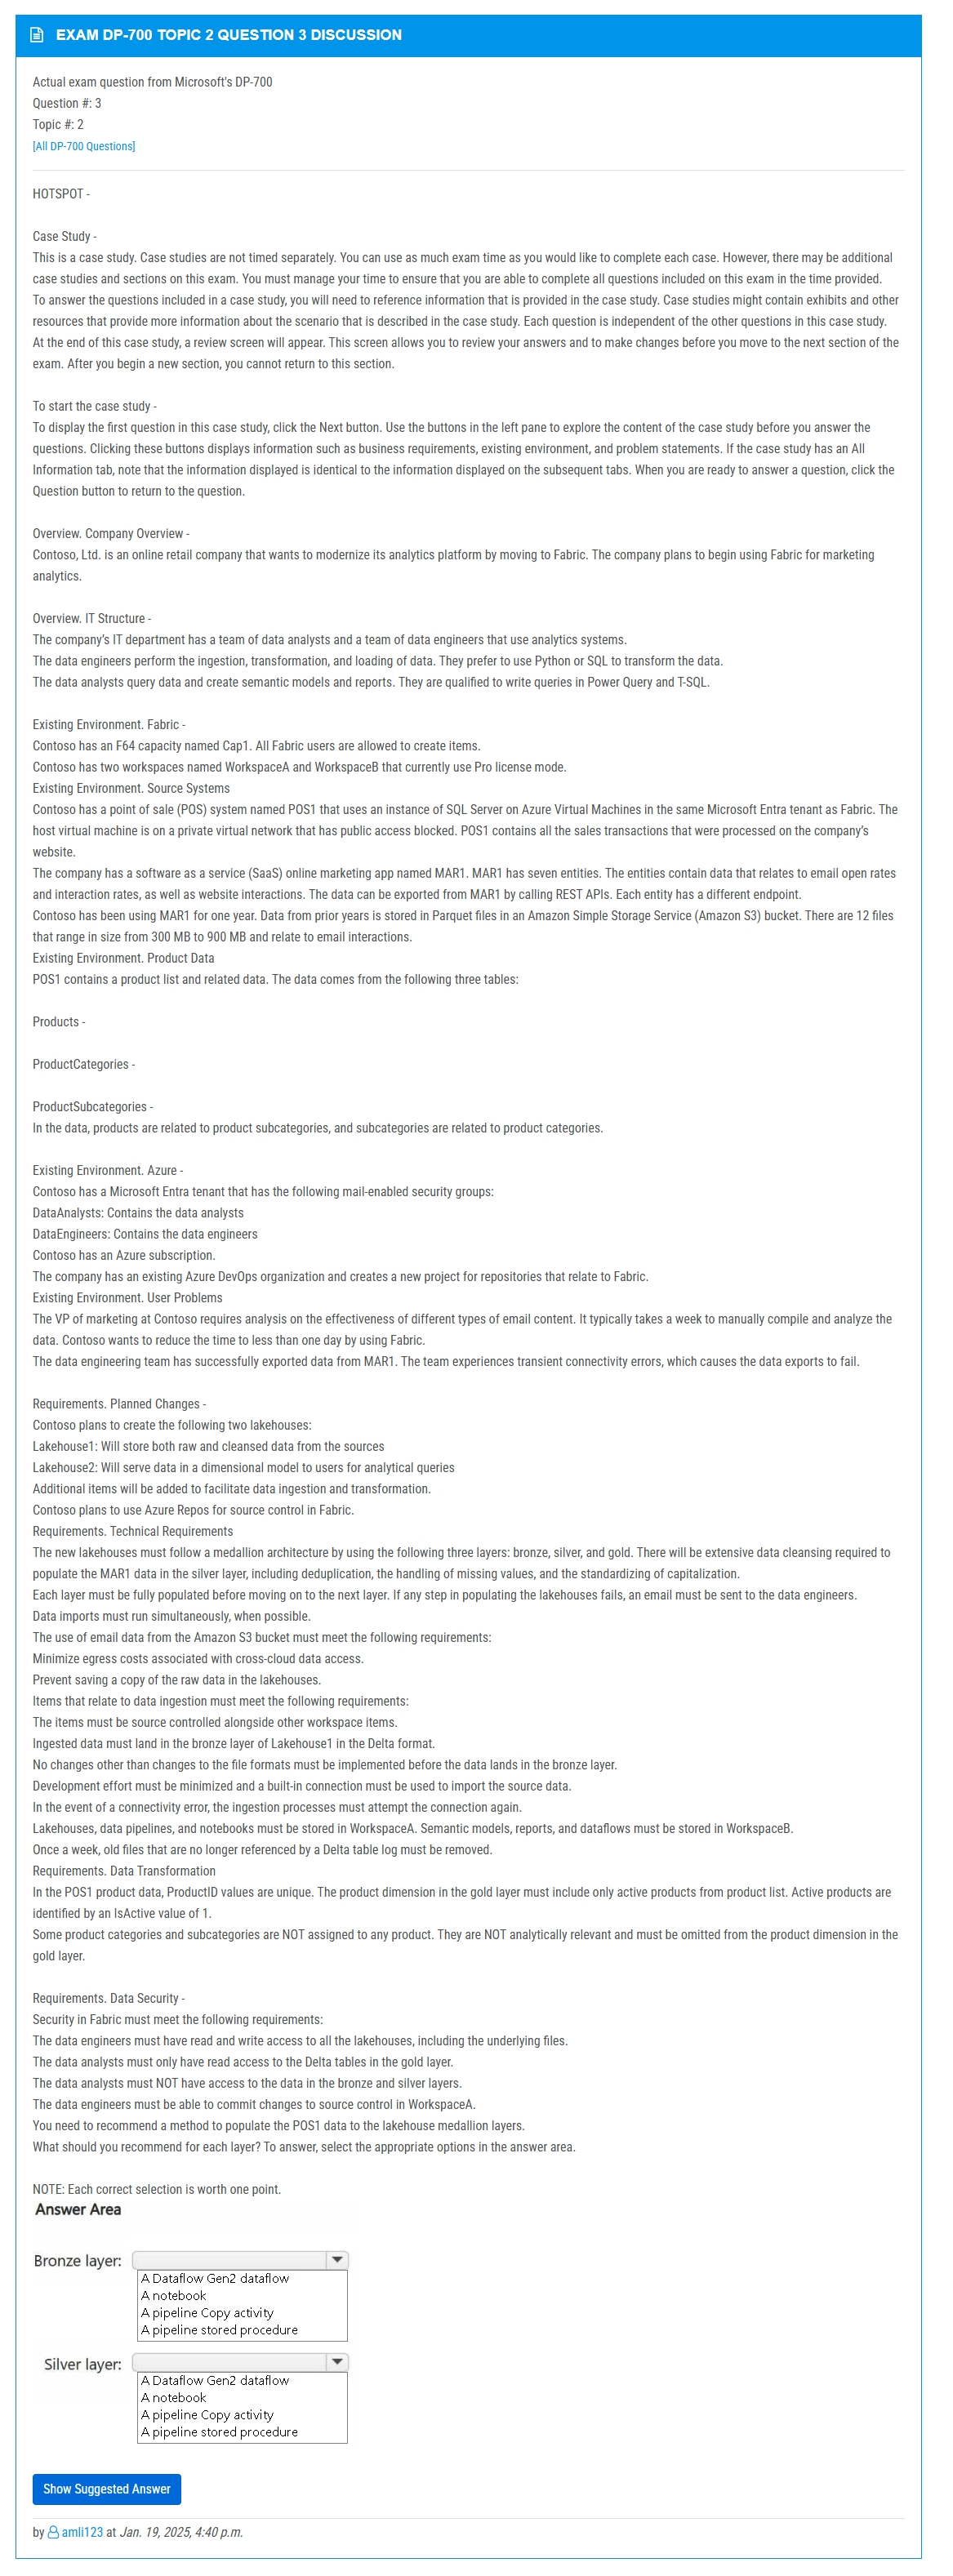 EXAM DP-700 TOPIC 2 QUESTION 3 DISCUSSION
Actual exam question from Microsoft's DP-700
Question #: 3
Topic #: 2
[All DP-700 Questions]
HOTSPOT -
Case Study -
This is a case study. Case studies are not timed separately. You can use as much exam time as you would like to complete each case. However, there may be additional
case studies and sections on this exam. You must manage your time to ensure that you are able to complete all questions included on this exam in the time provided.
To answer the questions included in a case study, you will need to reference information that is provided in the case study. Case studies might contain exhibits and other
resources that provide more information about the scenario that is described in the case study. Each question is independent of the other questions in this case study.
At the end of this case study, a review screen will appear. This screen allows you to review your answers and to make changes before you move to the next section of the
exam. After you begin a new section, you cannot return to this section.
To start the case study -
To display the first question in this case study, click the Next button. Use the buttons in the left pane to explore the content of the case study before you answer the
questions. Clicking these buttons displays information such as business requirements, existing environment, and problem statements. If the case study has an All
Information tab, note that the information displayed is identical to the information displayed on the subsequent tabs. When you are ready to answer a question, click the
Question button to return to the question.
Overview. Company Overview -
Contoso, Ltd. is an online retail company that wants to modernize its analytics platform by moving to Fabric. The company plans to begin using Fabric for marketing
analytics.
Overview. IT Structure -
The company's IT department has a team of data analysts and a team of data engineers that use analytics systems.
The data engineers perform the ingestion, transformation, and loading of data. They prefer to use Python or SQL to transform the data.
The data analysts query data and create semantic models and reports. They are qualified to write queries in Power Query and T-SQL.
Existing Environment. Fabric -
Contoso has an F64 capacity named Cap1. All Fabric users are allowed to create items.
Contoso has two workspaces named WorkspaceA and WorkspaceB that currently use Pro license mode.
Existing Environment. Source Systems
Contoso has a point of sale (POS) system named POS1 that uses an instance of SQL Server on Azure Virtual Machines in the same Microsoft Entra tenant as Fabric. The
host virtual machine is on a private virtual network that has public access blocked. POS1 contains all the sales transactions that were processed on the company's
website.
The company has a software as a service (SaaS) online marketing app named MAR1. MAR1 has seven entities. The entities contain data that relates to email open rates
and interaction rates, as well as website interactions. The data can be exported from MAR1 by calling REST APIs. Each entity has a different endpoint.
Contoso has been using MAR1 for one year. Data from prior years is stored in Parquet files in an Amazon Simple Storage Service (Amazon S3) bucket. There are 12 files
that range in size from 300 MB to 900 MB and relate to email interactions.
Existing Environment. Product Data
POS1 contains a product list and related data. The data comes from the following three tables:
Products -
ProductCategories -
ProductSubcategories -
In the data, products are related to product subcategories, and subcategories are related to product categories.
Existing Environment. Azure -
Contoso has a Microsoft Entra tenant that has the following mail-enabled security groups:
DataAnalysts: Contains the data analysts
DataEngineers: Contains the data engineers
Contoso has an Azure subscription.
The company has an existing Azure DevOps organization and creates a new project for repositories that relate to Fabric.
Existing Environment. User Problems
The VP of marketing at Contoso requires analysis on the effectiveness of different types of email content. It typically takes a week to manually compile and analyze the
data. Contoso wants to reduce the time to less than one day by using Fabric.
The data engineering team has successfully exported data from MAR1. The team experiences transient connectivity errors, which causes the data exports to fail.
Requirements. Planned Changes -
Contoso plans to create the following two lakehouses:
Lakehouse1: Will store both raw and cleansed data from the sources
Lakehouse2: Will serve data in a dimensional model to users for analytical queries
Additional items will be added to facilitate data ingestion and transformation.
Contoso plans to use Azure Repos for source control in Fabric.
Requirements. Technical Requirements
The new lakehouses must follow a medallion architecture by using the following three layers: bronze, silver, and gold. There will be extensive data cleansing required to
populate the MAR1 data in the silver layer, including deduplication, the handling of missing values, and the standardizing of capitalization.
Each layer must be fully populated before moving on to the next layer. If any step in populating the lakehouses fails, an email must be sent to the data engineers.
Data imports must run simultaneously, when possible.
The use of email data from the Amazon S3 bucket must meet the following requirements:
Minimize egress costs associated with cross-cloud data access.
Prevent saving a copy of the raw data in the lakehouses.
Items that relate to data ingestion must meet the following requirements:
The items must be source controlled alongside other workspace items.
Ingested data must land in the bronze layer of Lakehouse1 in the Delta format.
No changes other than changes to the file formats must be implemented before the data lands in the bronze layer.
Development effort must be minimized and a built-in connection must be used to import the source data.
In the event of a connectivity error, the ingestion processes must attempt the connection again.
Lakehouses, data pipelines, and notebooks must be stored in WorkspaceA. Semantic models, reports, and dataflows must be stored in WorkspaceB.
Once a week, old files that are no longer referenced by a Delta table log must be removed.
Requirements. Data Transformation
In the POS1 product data, ProductID values are unique. The product dimension in the gold layer must include only active products from product list. Active products are
identified by an IsActive value of 1.
Some product categories and subcategories are NOT assigned to any product. They are NOT analytically relevant and must be omitted from the product dimension in the
gold layer.
Requirements. Data Security -
Security in Fabric must meet the following requirements:
The data engineers must have read and write access to all the lakehouses, including the underlying files.
The data analysts must only have read access to the Delta tables in the gold layer.
The data analysts must NOT have access to the data in the bronze and silver layers.
The data engineers must be able to commit changes to source control in WorkspaceA.
You need to recommend a method to populate the POS1 data to the lakehouse medallion layers.
What should you recommend for each layer? To answer, select the appropriate options in the answer area.
NOTE: Each correct selection is worth one point.
Answer Area
Bronze layer:
A Dataflow Gen2 dataflow
A notebook
A pipeline Copy activity
A pipeline stored procedure
Silver layer:
A Dataflow Gen2 dataflow
A notebook
A pipeline Copy activity
A pipeline stored procedure
Show Suggested Answer
by amli123 at Jan. 19, 2025, 4:40 p.m.